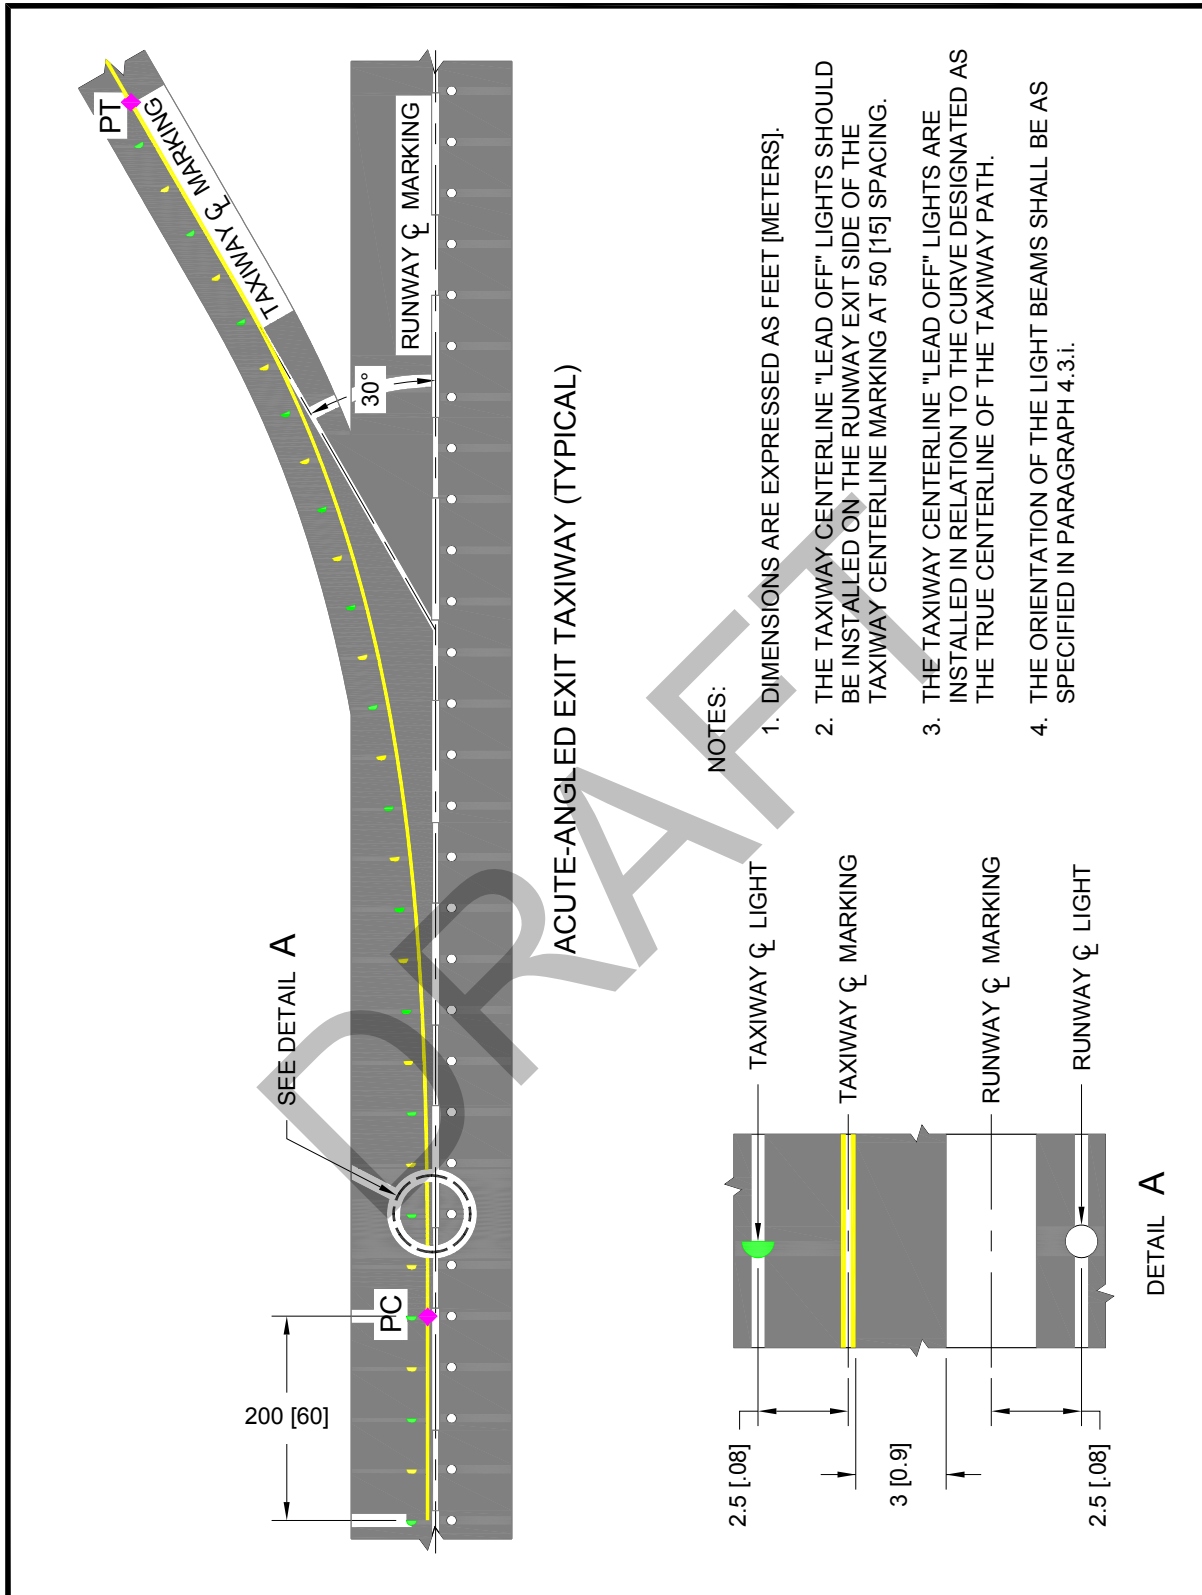 SEE DETAIL A
PT
TAXIWAY ℄ MARKING
RUNWAY ℄ MARKING
30°
PC
200 [60]
ACUTE-ANGLED EXIT TAXIWAY (TYPICAL)
DRAFT
2.5 [.08]
3 [0.9]
2.5 [.08]
TAXIWAY ℄ LIGHT
TAXIWAY ℄ MARKING
RUNWAY ℄ MARKING
RUNWAY ℄ LIGHT
DETAIL A
NOTES:
1. DIMENSIONS ARE EXPRESSED AS FEET [METERS].
2. THE TAXIWAY CENTERLINE "LEAD OFF" LIGHTS SHOULD
BE INSTALLED ON THE RUNWAY EXIT SIDE OF THE
TAXIWAY CENTERLINE MARKING AT 50 [15] SPACING.
3. THE TAXIWAY CENTERLINE "LEAD OFF" LIGHTS ARE
INSTALLED IN RELATION TO THE CURVE DESIGNATED AS
THE TRUE CENTERLINE OF THE TAXIWAY PATH.
4. THE ORIENTATION OF THE LIGHT BEAMS SHALL BE AS
SPECIFIED IN PARAGRAPH 4.3.i.